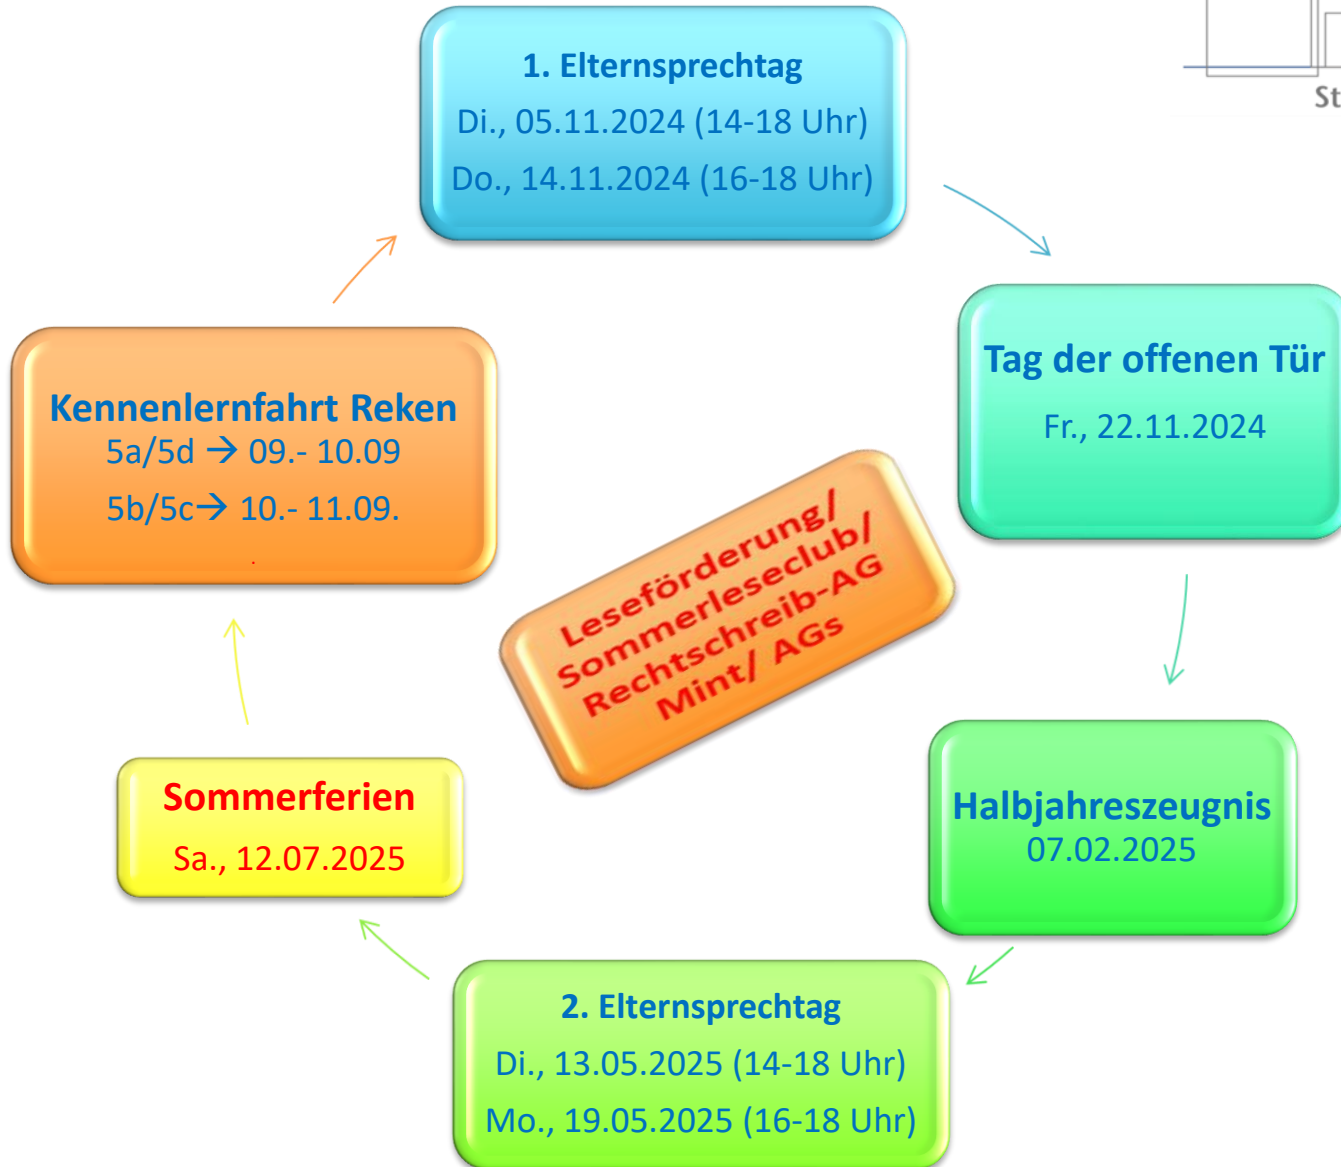 St
1. Elternsprechtag
Di., 05.11.2024 (14-18 Uhr)
Do., 14.11.2024 (16-18 Uhr)
Tag der offenen Tür
Fr., 22.11.2024
Kennenlernfahrt Reken
5a/5d → 09.- 10.09
5b/5c→ 10.- 11.09.
.
Leseförderung/
Sommerleseclub/
Rechtschreib-AG
Mint/ AGs
Halbjahreszeugnis
07.02.2025
Sommerferien
Sa., 12.07.2025
2. Elternsprechtag
Di., 13.05.2025 (14-18 Uhr)
Mo., 19.05.2025 (16-18 Uhr)